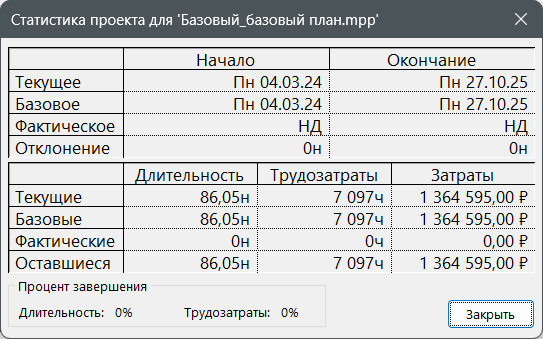 Статистика проекта для 'Базовый_базовый план.mpp'
Начало Окончание
Текущее Пн 04.03.24 Пн 27.10.25
Базовое Пн 04.03.24 Пн 27.10.25
Фактическое НД НД
Отклонение 0н 0н
Длительность Трудозатраты Затраты
Текущие 86,05н 7 097ч 1 364 595,00 ₽
Базовые 86,05н 7 097ч 1 364 595,00 ₽
Фактические 0н 0ч 0,00 ₽
Оставшиеся 86,05н 7 097ч 1 364 595,00 ₽
Процент завершения
Длительность: 0% Трудозатраты: 0%
Закрыть